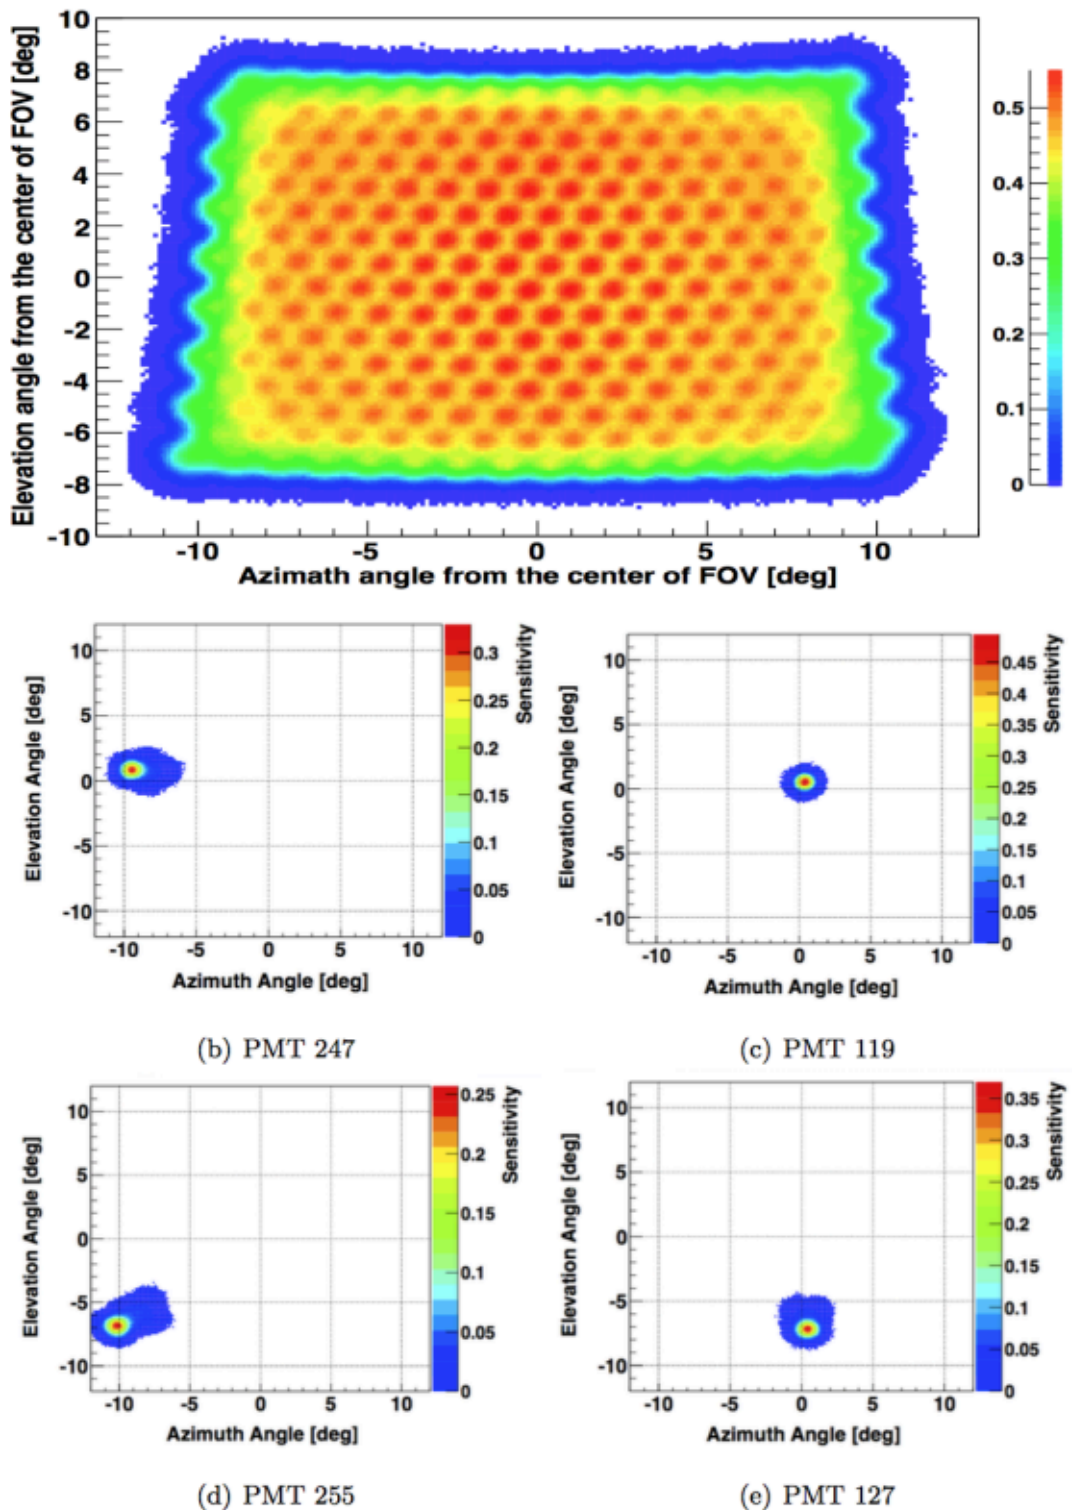 Elevation angle from the center of FOV [deg]
10
8
6
4
2
0
-2
-4
-6
-8
-10
-10 -5 0 5 10
Azimath angle from the center of FOV [deg]
0.5
0.4
0.3
0.2
0.1
0
Elevation Angle [deg]
10
5
0
-5
-10
-10 -5 0 5 10
Azimuth Angle [deg]
0.3
0.25
0.2
0.15
0.1
0.05
0
Sensitivity
(b) PMT 247
Elevation Angle [deg]
10
5
0
-5
-10
-10 -5 0 5 10
Azimuth Angle [deg]
0.45
0.4
0.35
0.3
0.25
0.2
0.15
0.1
0.05
0
Sensitivity
(c) PMT 119
Elevation Angle [deg]
10
5
0
-5
-10
-10 -5 0 5 10
Azimuth Angle [deg]
0.25
0.2
0.15
0.1
0.05
0
Sensitivity
(d) PMT 255
Elevation Angle [deg]
10
5
0
-5
-10
-10 -5 0 5 10
Azimuth Angle [deg]
0.35
0.3
0.25
0.2
0.15
0.1
0.05
0
Sensitivity
(e) PMT 127